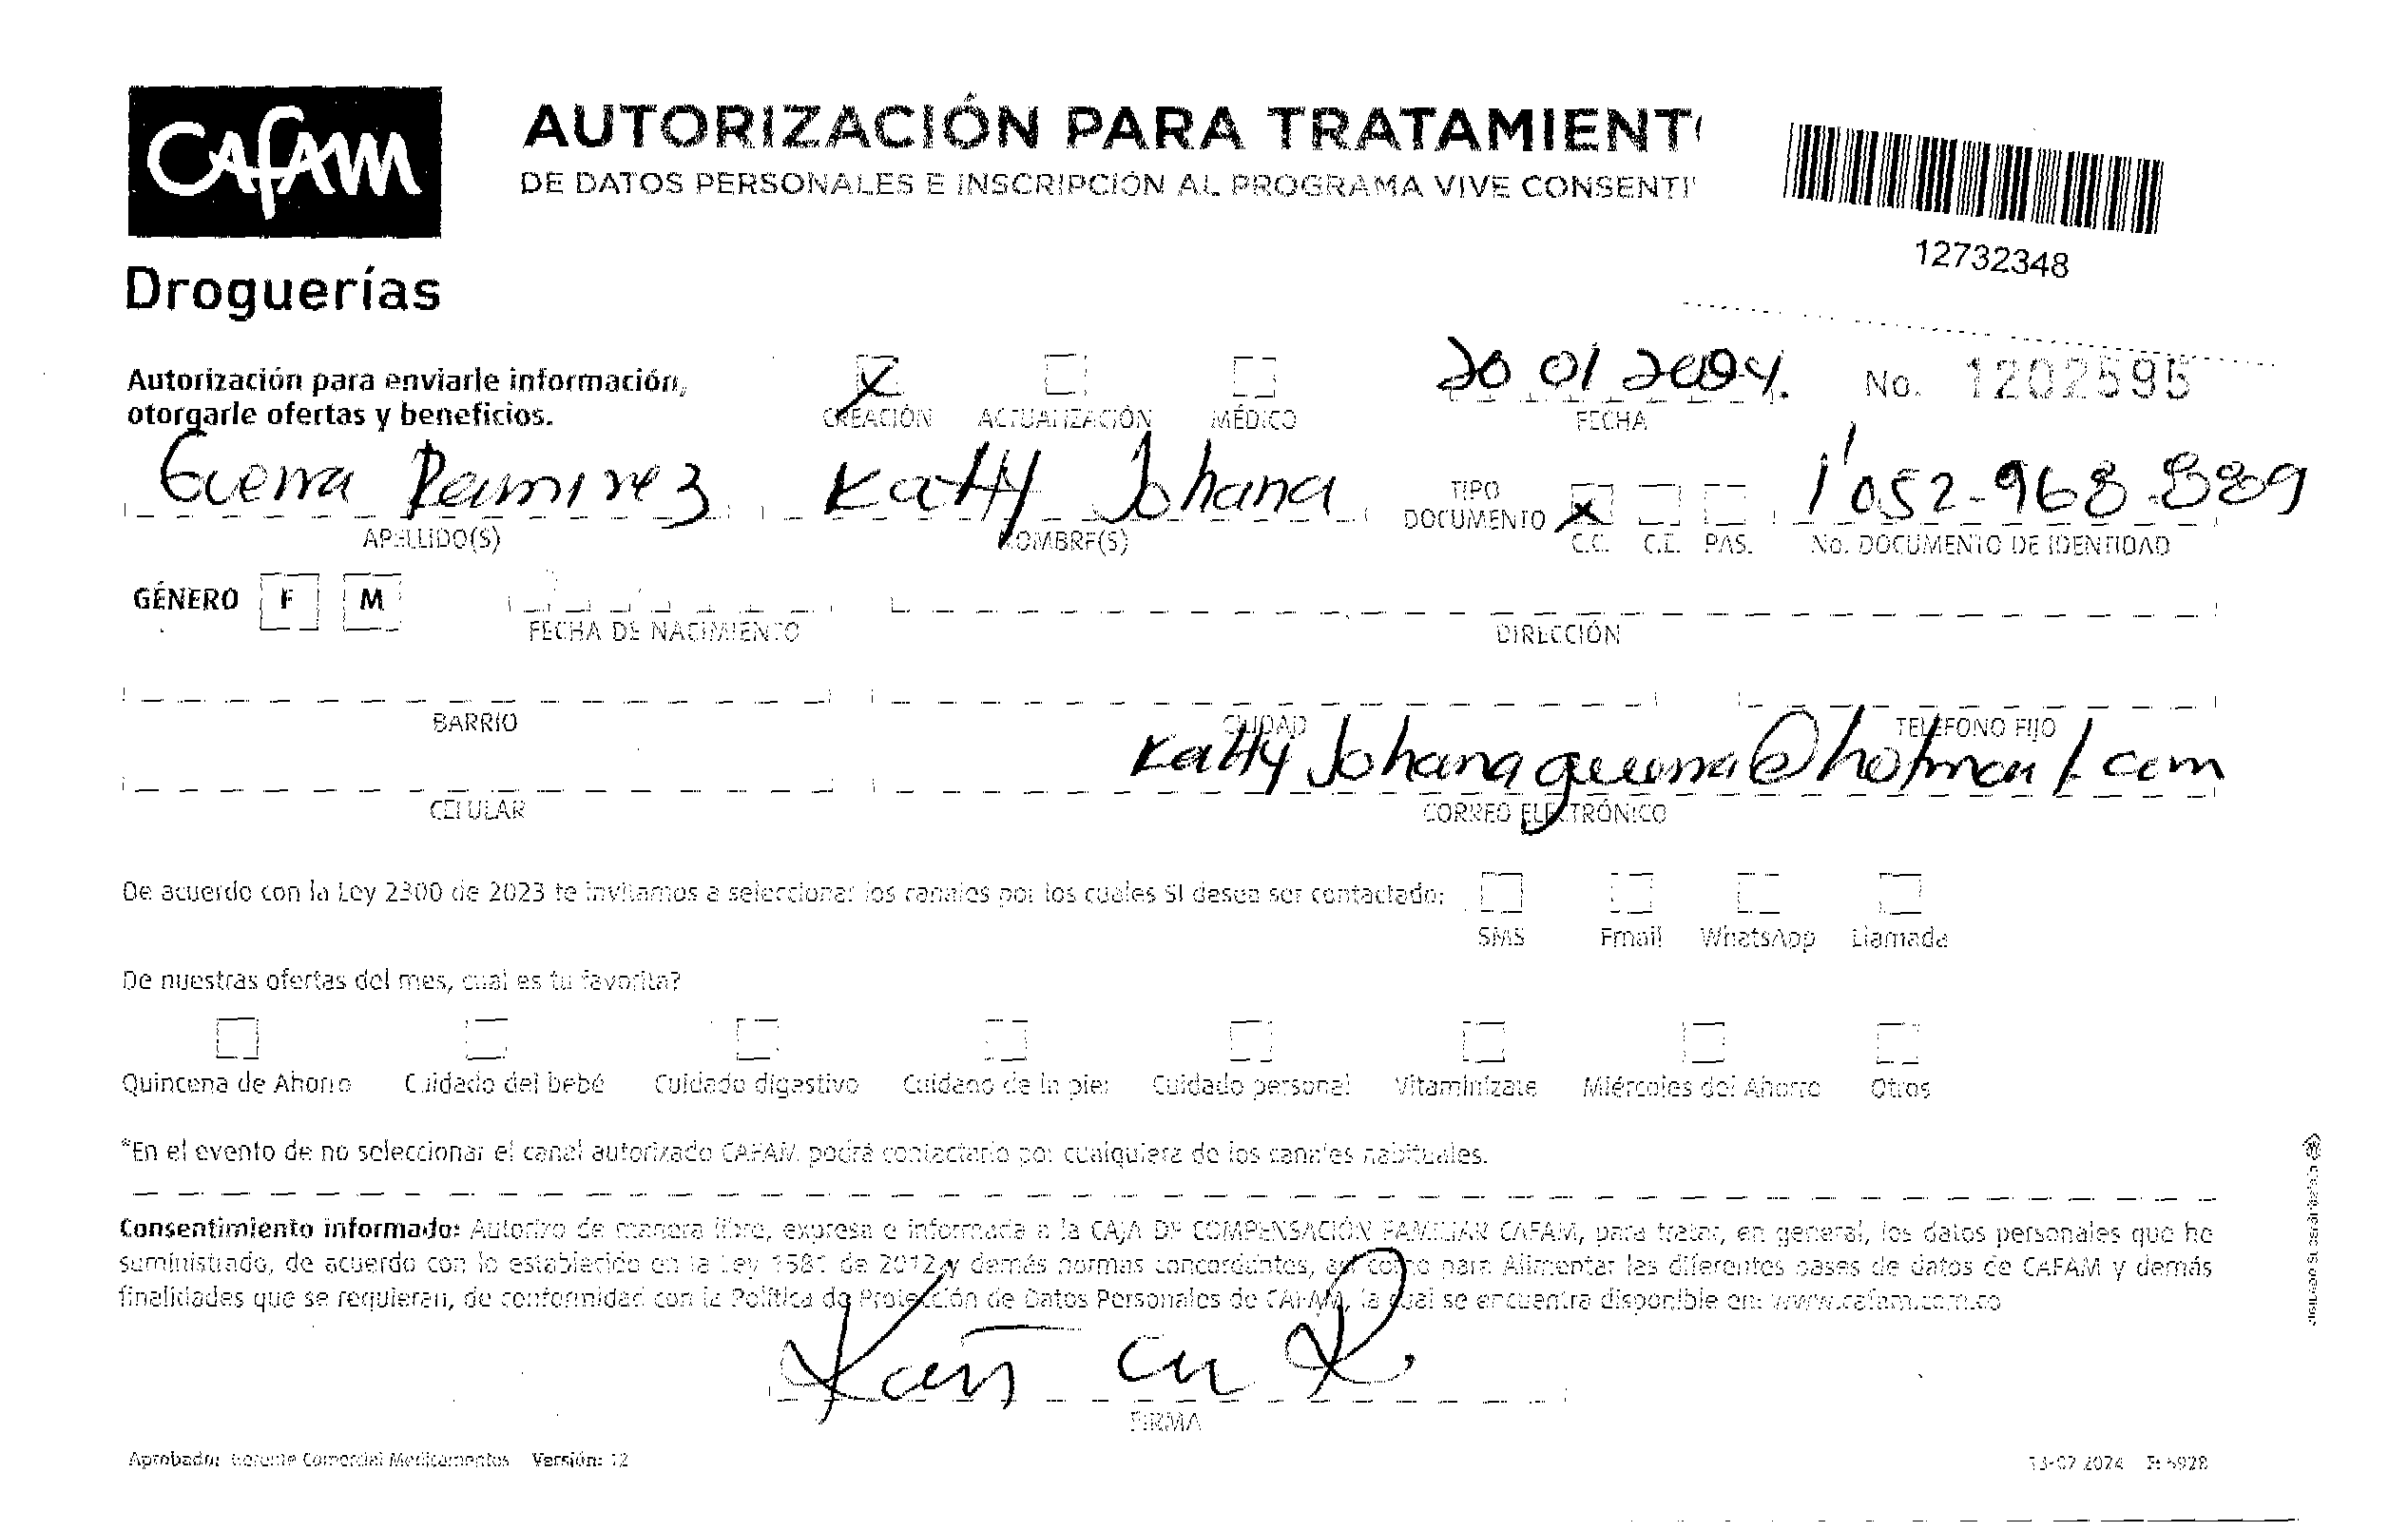 CAFAM
Droguerías
AUTORIZACIÓN PARA TRATAMIENT
DE DATOS PERSONALES E INSCRIPCIÓN AL PROGRAMA VIVE CONSENTI
12732348
Autorización para enviarle información,
otorgarle ofertas y beneficios.
X
CREACIÓN ACTUALIZACIÓN MÉDICO
20 01 2004.
FECHA
No. 1202595
Guerra Ramirez Katty Johana
APELLIDO(S) NOMBRE(S)
TIPO
DOCUMENTO X
C.C. C.E. PAS.
1'052-968-889
No. DOCUMENTO DE IDENTIDAD
GÉNERO F M
FECHA DE NACIMIENTO DIRECCIÓN
BARRIO CIUDAD TELÉFONO FIJO
KattyJohanaguerra@hotmail.com
CELULAR CORREO ELECTRÓNICO
De acuerdo con la Ley 2300 de 2023 te invitamos a seleccionar los canales por los cuales SI desea ser contactado:
SMS Email WhatsApp Llamada
De nuestras ofertas del mes, cual es tu favorita?
Quincena de Ahorro Cuidado del bebé Cuidado digestivo Cuidado de la piel Cuidado personal Vitamínizate Miércoles del Ahorro Otros
*En el evento de no seleccionar el canal autorizado CAFAM podrá contactarlo por cualquiera de los canales habituales.
Consentimiento informado: Autorizo de manera libre, expresa e informada a la CAJA DE COMPENSACIÓN FAMILIAR CAFAM, para tratar, en general, los datos personales que he
suministrado, de acuerdo con lo establecido en la Ley 1581 de 2012 y demás normas concordantes, así como para Alimentar las diferentes bases de datos de CAFAM y demás
finalidades que se requieran, de conformidad con la Política de Protección de Datos Personales de CAFAM, la cual se encuentra disponible en: www.cafam.com.co
FIRMA
Aprobado: Gerente Comercial Medicamentos Versión: 12
13-02 2024